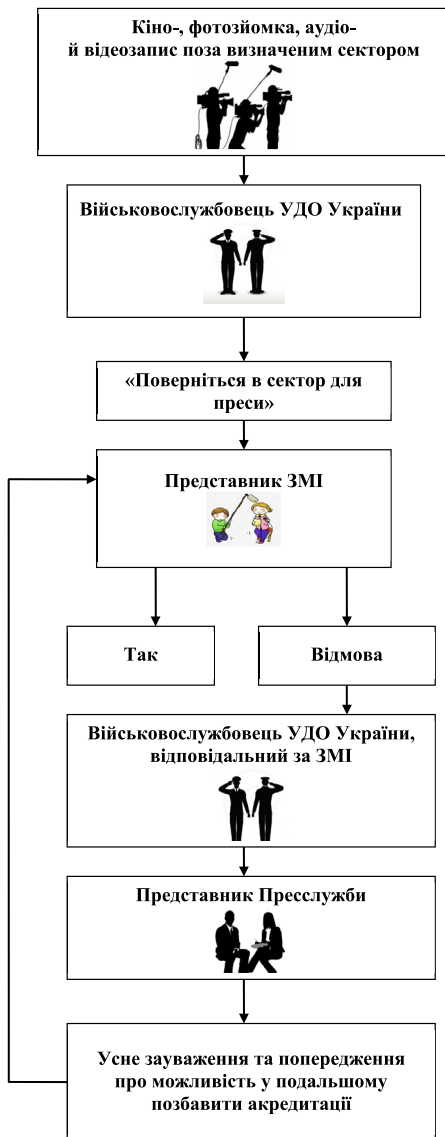 Кіно-, фотозйомка, аудіо-
й відеозапис поза визначеним сектором
Військовослужбовець УДО України
«Поверніться в сектор для
преси»
Представник ЗМІ
Так
Відмова
Військовослужбовець УДО України,
відповідальний за ЗМІ
Представник Пресслужби
Усне зауваження та попередження
про можливість у подальшому
позбавити акредитації